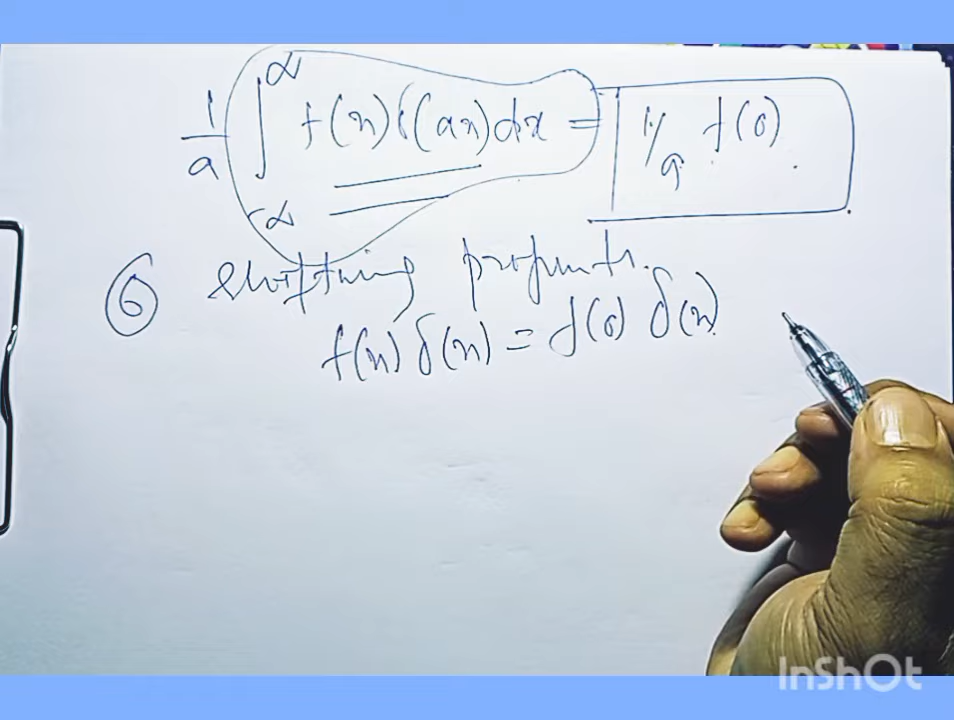 1/a ∫_{-α}^{α} f(x) δ(ax) dx = 1/a f(0)
⑥ shifting property.
f(x) δ(x) = f(0) δ(x)
InShOt